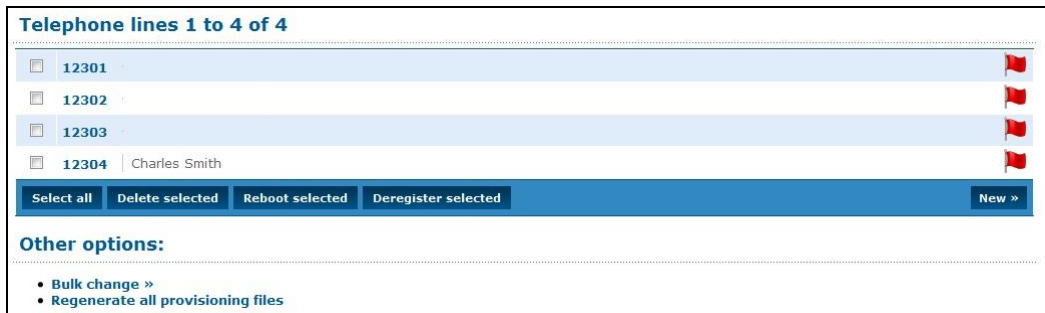 Telephone lines 1 to 4 of 4
12301
12302
12303
12304 Charles Smith
Select all Delete selected Reboot selected Deregister selected New »
Other options:
• Bulk change »
• Regenerate all provisioning files